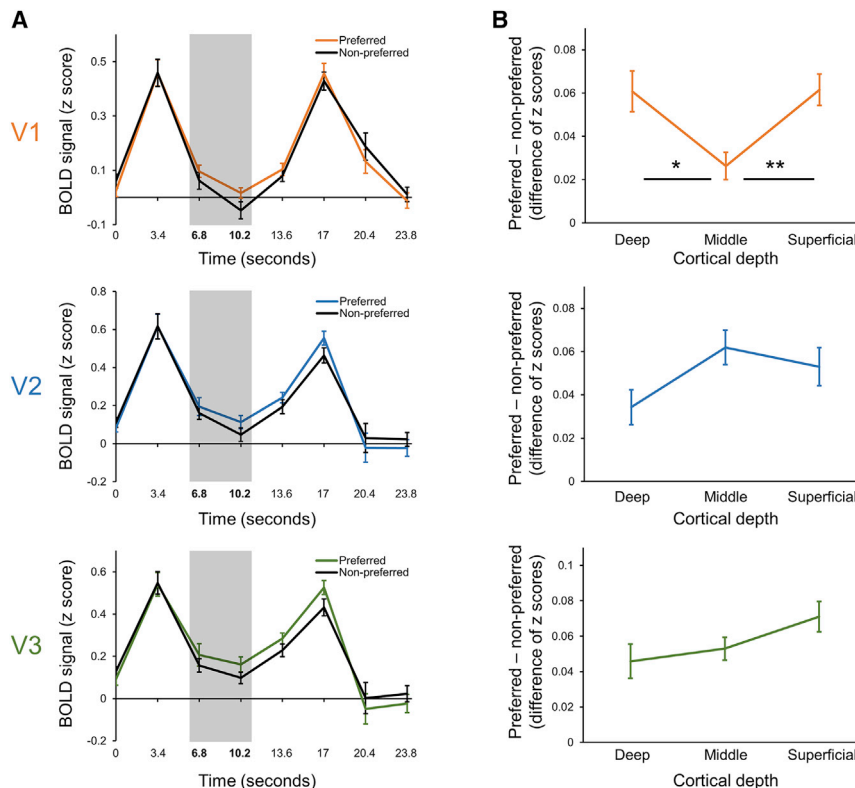 A
V1
BOLD signal (z score)
0.5
0.3
0.1
-0.1
Preferred
Non-preferred
0 3.4 6.8 10.2 13.6 17 20.4 23.8
Time (seconds)
V2
BOLD signal (z score)
0.8
0.6
0.4
0.2
0
-0.2
Preferred
Non-preferred
0 3.4 6.8 10.2 13.6 17 20.4 23.8
Time (seconds)
V3
BOLD signal (z score)
0.6
0.4
0.2
0
-0.2
Preferred
Non-preferred
0 3.4 6.8 10.2 13.6 17 20.4 23.8
Time (seconds)
B
Preferred – non-preferred
(difference of z scores)
0.08
0.06
0.04
0.02
0
* **
Deep Middle Superficial
Cortical depth
Preferred – non-preferred
(difference of z scores)
0.08
0.06
0.04
0.02
0
Deep Middle Superficial
Cortical depth
Preferred – non-preferred
(difference of z scores)
0.1
0.08
0.06
0.04
0.02
0
Deep Middle Superficial
Cortical depth